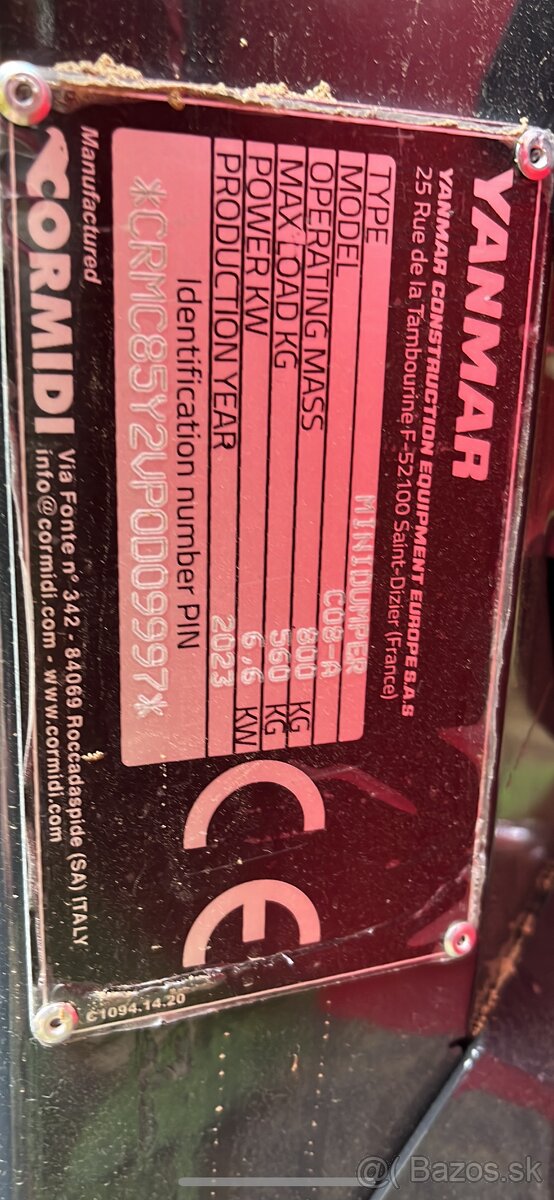 YANMAR
YANMAR CONSTRUCTION EQUIPMENT EUROPE S.A.S
25 Rue de la Tambourine F-52100 Saint-Dizier (France)
TYPE MINIDUMPER
MODEL C08-A
OPERATING MASS 800 KG
MAX LOAD KG 560 KG
POWER KW 6,6 KW
PRODUCTION YEAR 2023
Identification number PIN
*CRMC85Y2VP0D09997*
CE
Manufactured
CORMIDI
Via Fonte n° 342 - 84069 Roccadaspide (SA) ITALY
info@cormidi.com - www.cormidi.com
C1094.14.20
Bazos.sk